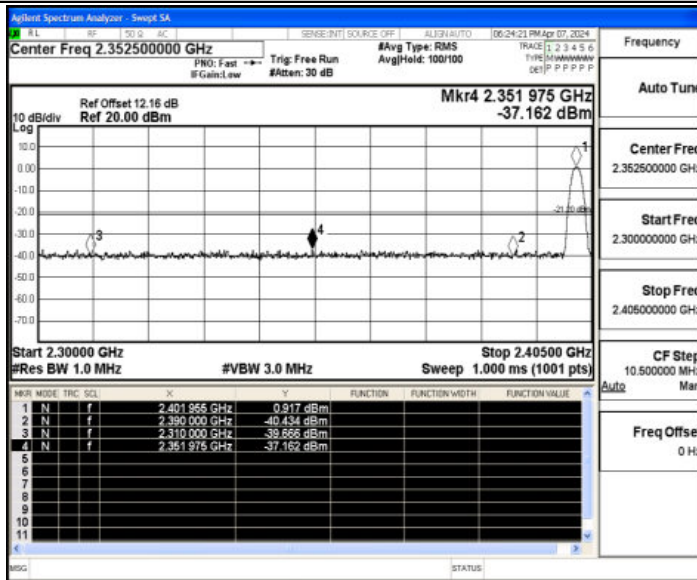 Agilent Spectrum Analyzer - Swept SA
RL RF 50 Ω AC SENSE:INT SOURCE OFF ALIGNAUTO 06:24:21 PM Apr 07, 2024
Center Freq 2.352500000 GHz #Avg Type: RMS TRACE 1 2 3 4 5 6
PNO: Fast Trig: Free Run Avg|Hold: 100/100 TYPE MWWWWW
IFGain:Low #Atten: 30 dB DET P P P P P P
Frequency
Auto Tune
Ref Offset 12.16 dB Mkr4 2.351 975 GHz
10 dB/div Ref 20.00 dBm -37.162 dBm
Log
10.0
0.00
-10.0
-20.0
-30.0
-40.0
-50.0
-60.0
-70.0
1
-21.20 dBm
3
4
2
Center Freq
2.352500000 GHz
Start Freq
2.300000000 GHz
Stop Freq
2.405000000 GHz
Start 2.30000 GHz Stop 2.40500 GHz
#Res BW 1.0 MHz #VBW 3.0 MHz Sweep 1.000 ms (1001 pts)
CF Step
10.500000 MHz
Auto Man
MKR MODE TRC SCL X Y FUNCTION FUNCTION WIDTH FUNCTION VALUE
1 N f 2.401 955 GHz 0.917 dBm
2 N f 2.390 000 GHz -40.434 dBm
3 N f 2.310 000 GHz -39.666 dBm
4 N f 2.351 975 GHz -37.162 dBm
5
6
7
8
9
10
11
Freq Offset
0 Hz
MSG STATUS